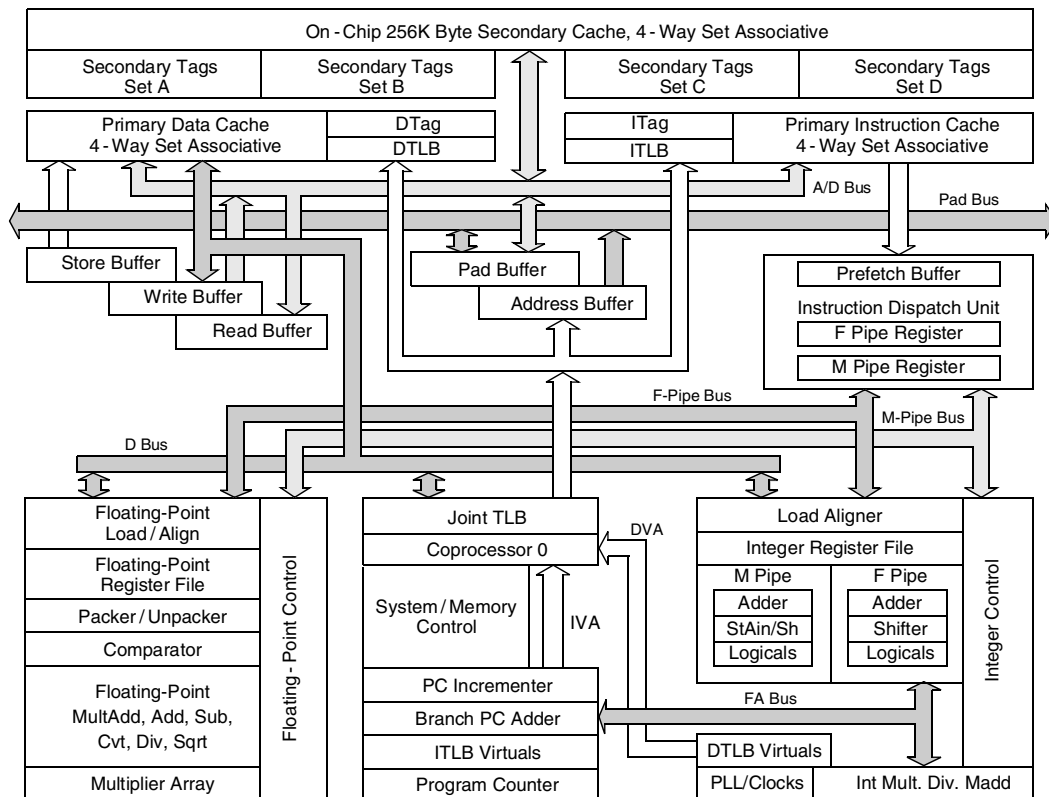 On-Chip 256K Byte Secondary Cache, 4-Way Set Associative
Secondary Tags
Set A
Secondary Tags
Set B
Secondary Tags
Set C
Secondary Tags
Set D
Primary Data Cache
4-Way Set Associative
DTag
DTLB
ITag
ITLB
Primary Instruction Cache
4-Way Set Associative
A/D Bus
Pad Bus
Store Buffer
Write Buffer
Read Buffer
Pad Buffer
Address Buffer
Prefetch Buffer
Instruction Dispatch Unit
F Pipe Register
M Pipe Register
F-Pipe Bus
M-Pipe Bus
D Bus
Floating-Point
Load/Align
Floating-Point
Register File
Packer/Unpacker
Comparator
Floating-Point
MultAdd, Add, Sub,
Cvt, Div, Sqrt
Multiplier Array
Floating-Point Control
Joint TLB
Coprocessor 0
System/Memory
Control
PC Incrementer
Branch PC Adder
ITLB Virtuals
Program Counter
DVA
IVA
Load Aligner
Integer Register File
M Pipe
Adder
StAin/Sh
Logicals
F Pipe
Adder
Shifter
Logicals
Integer Control
FA Bus
DTLB Virtuals
PLL/Clocks
Int Mult. Div. Madd